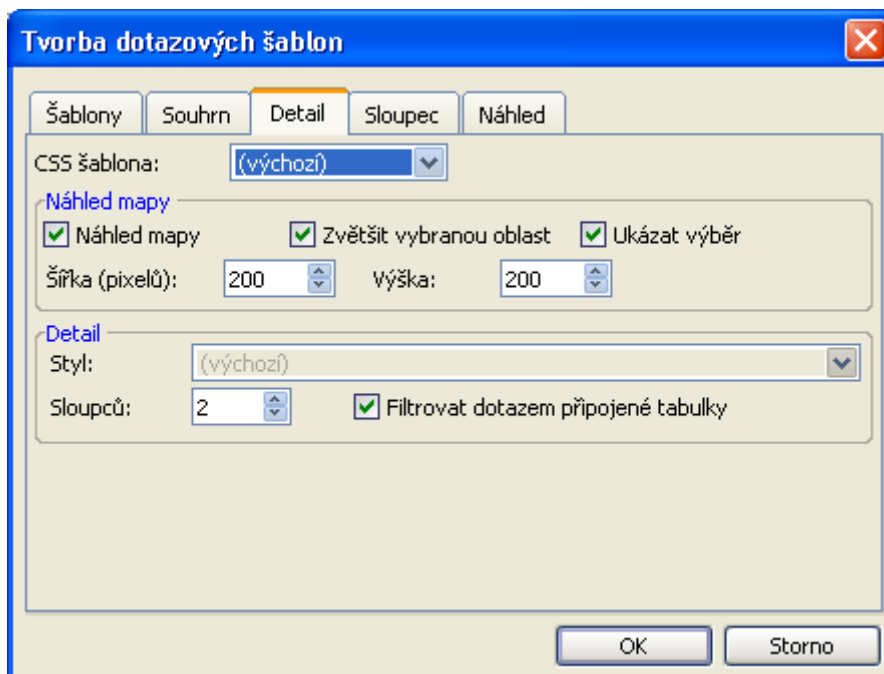 Tvorba dotazových šablon
Šablony Souhrn Detail Sloupec Náhled
CSS šablona: (výchozí)
Náhled mapy
Náhled mapy Zvětšit vybranou oblast Ukázat výběr
Šířka (pixelů): 200 Výška: 200
Detail
Styl: (výchozí)
Sloupců: 2 Filtrovat dotazem připojené tabulky
OK Storno